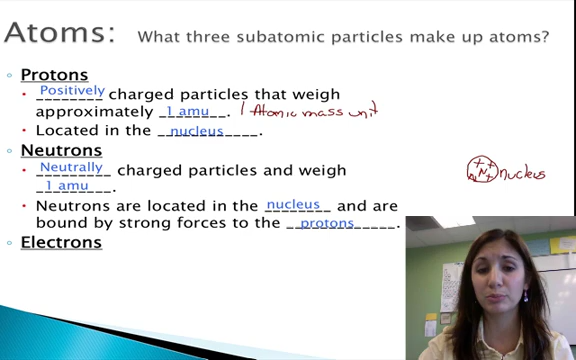 Atoms: What three subatomic particles make up atoms?
Protons
Positively charged particles that weigh
approximately 1 amu. 1 Atomic mass unit
Located in the nucleus.
Neutrons
Neutrally charged particles and weigh
1 amu.
+ + N + N nucleus
Neutrons are located in the nucleus and are
bound by strong forces to the protons.
Electrons